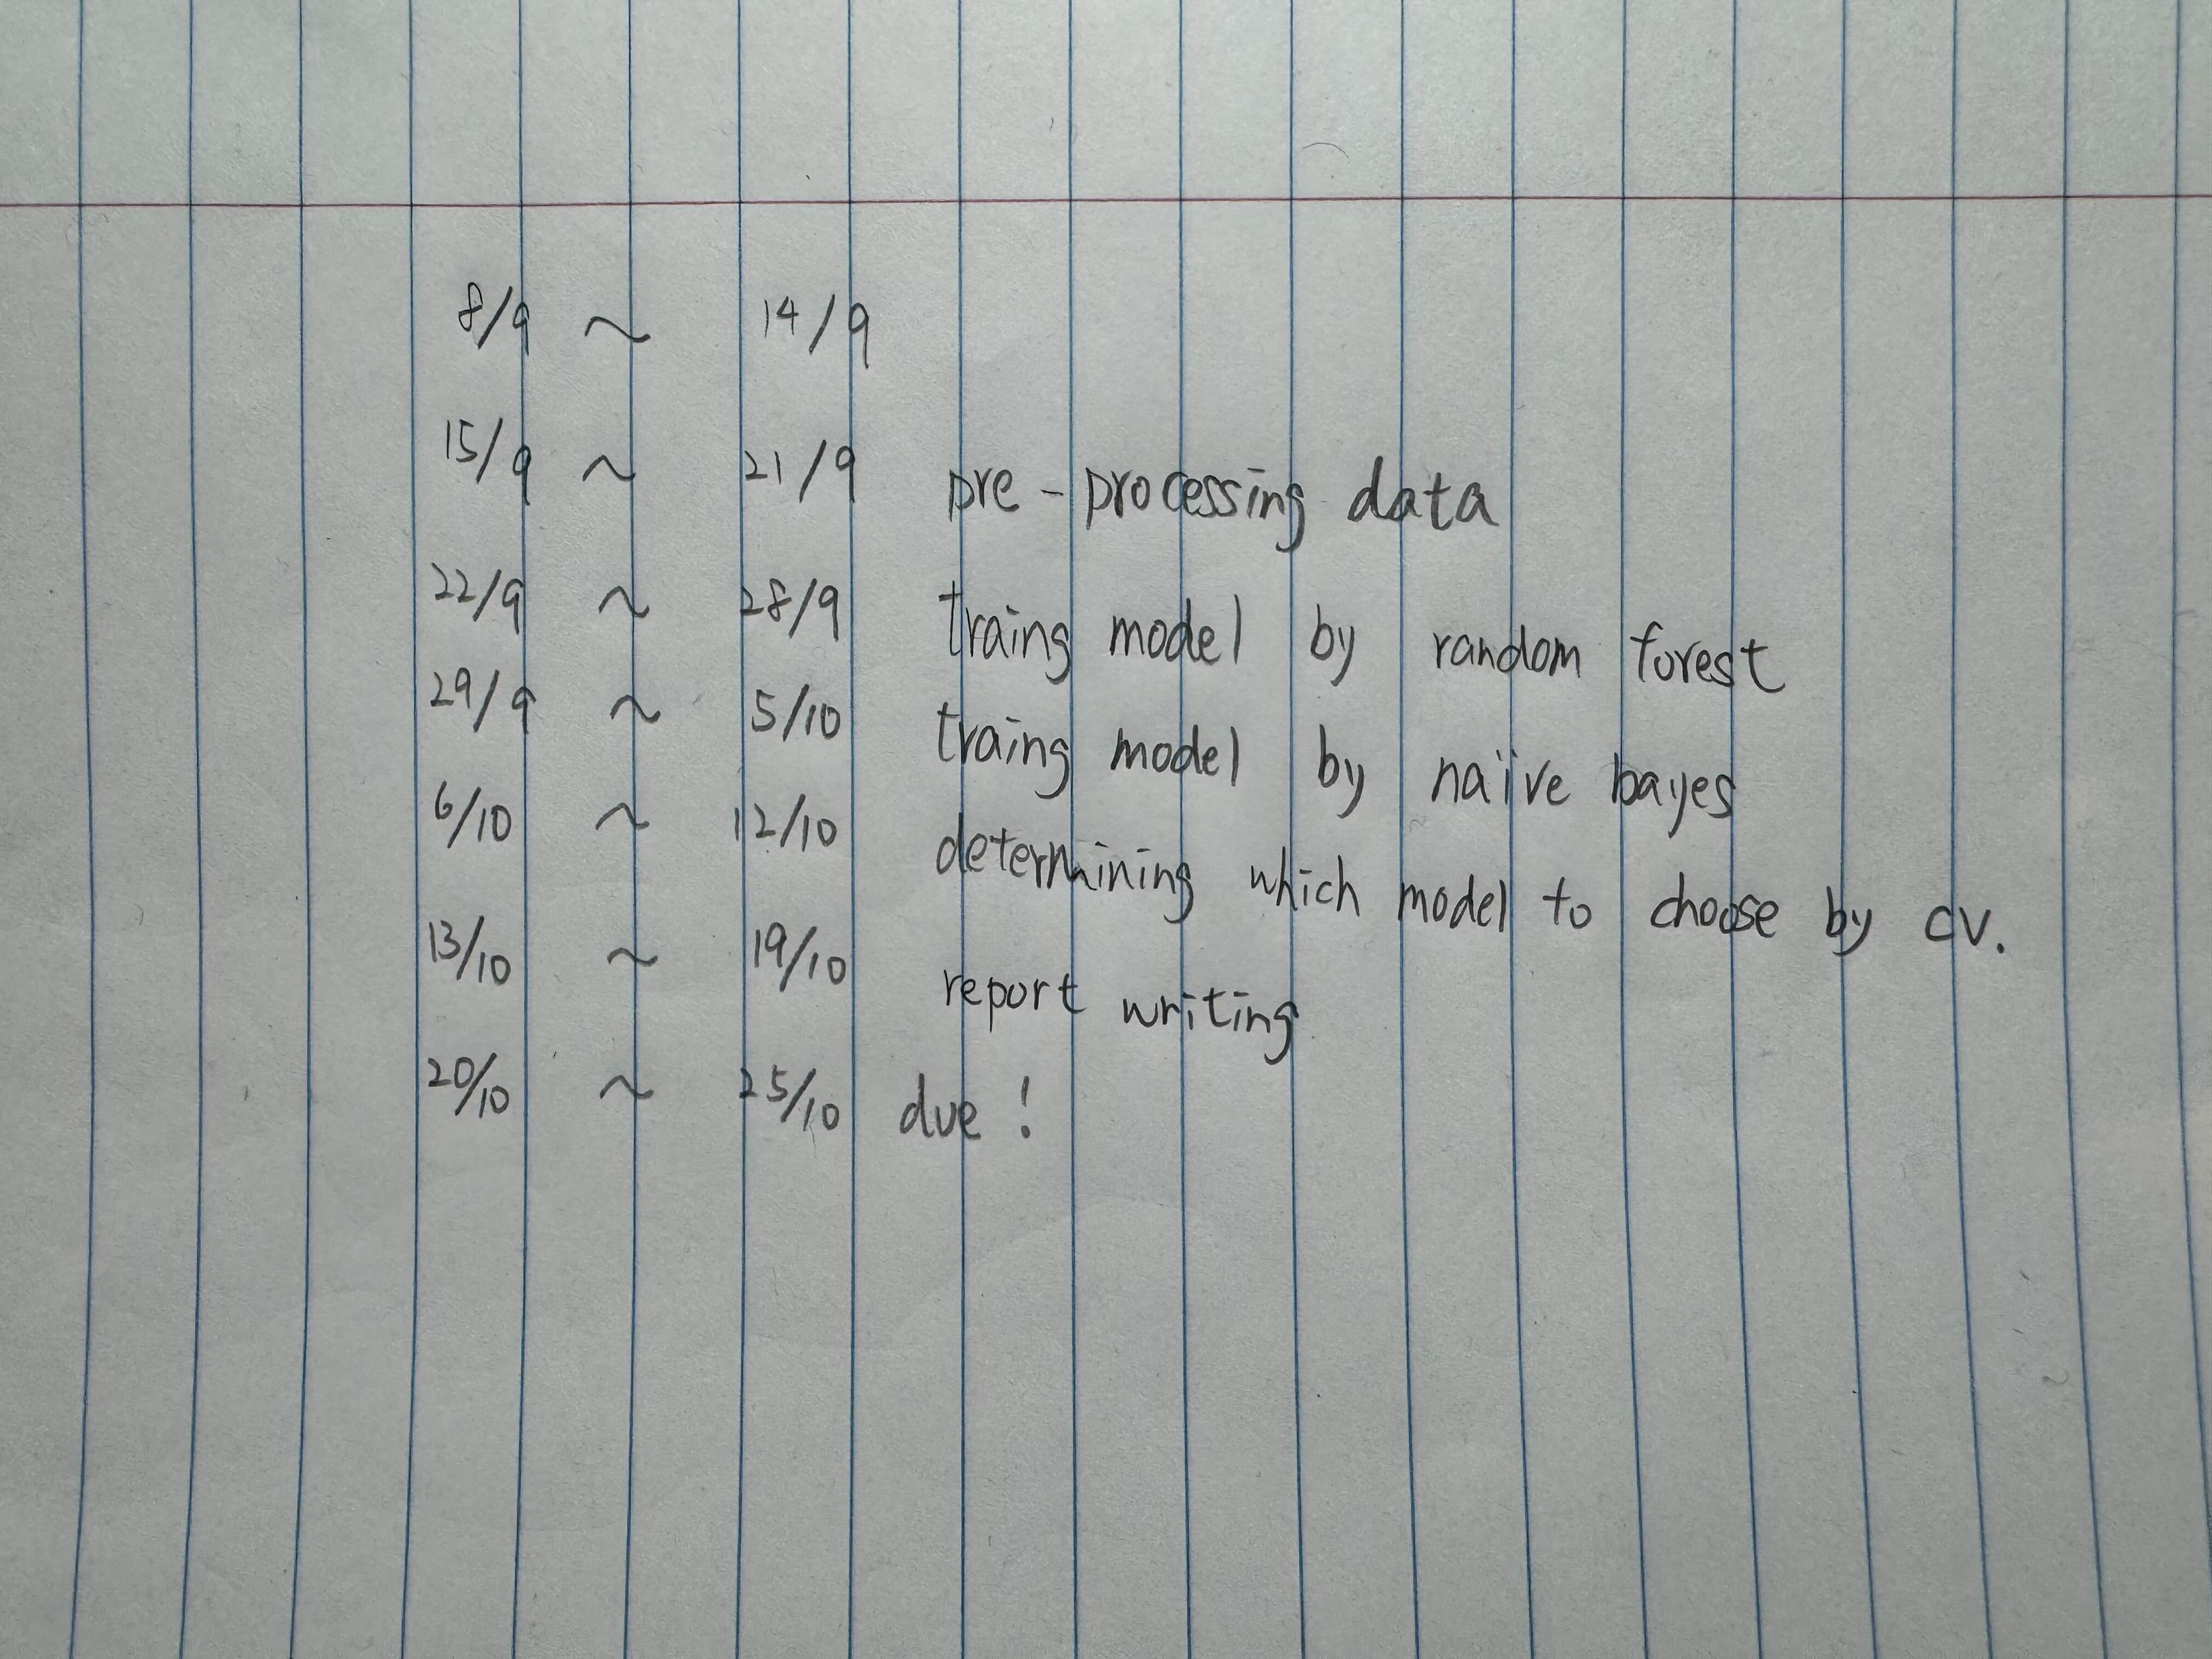 8/9 ~ 14/9
15/9 ~ 21/9 pre-processing data
22/9 ~ 28/9 traing model by random forest
29/9 ~ 5/10 traing model by naïve bayes
6/10 ~ 12/10 determining which model to choose by cv.
13/10 ~ 19/10 report writing
20/10 ~ 25/10 due !